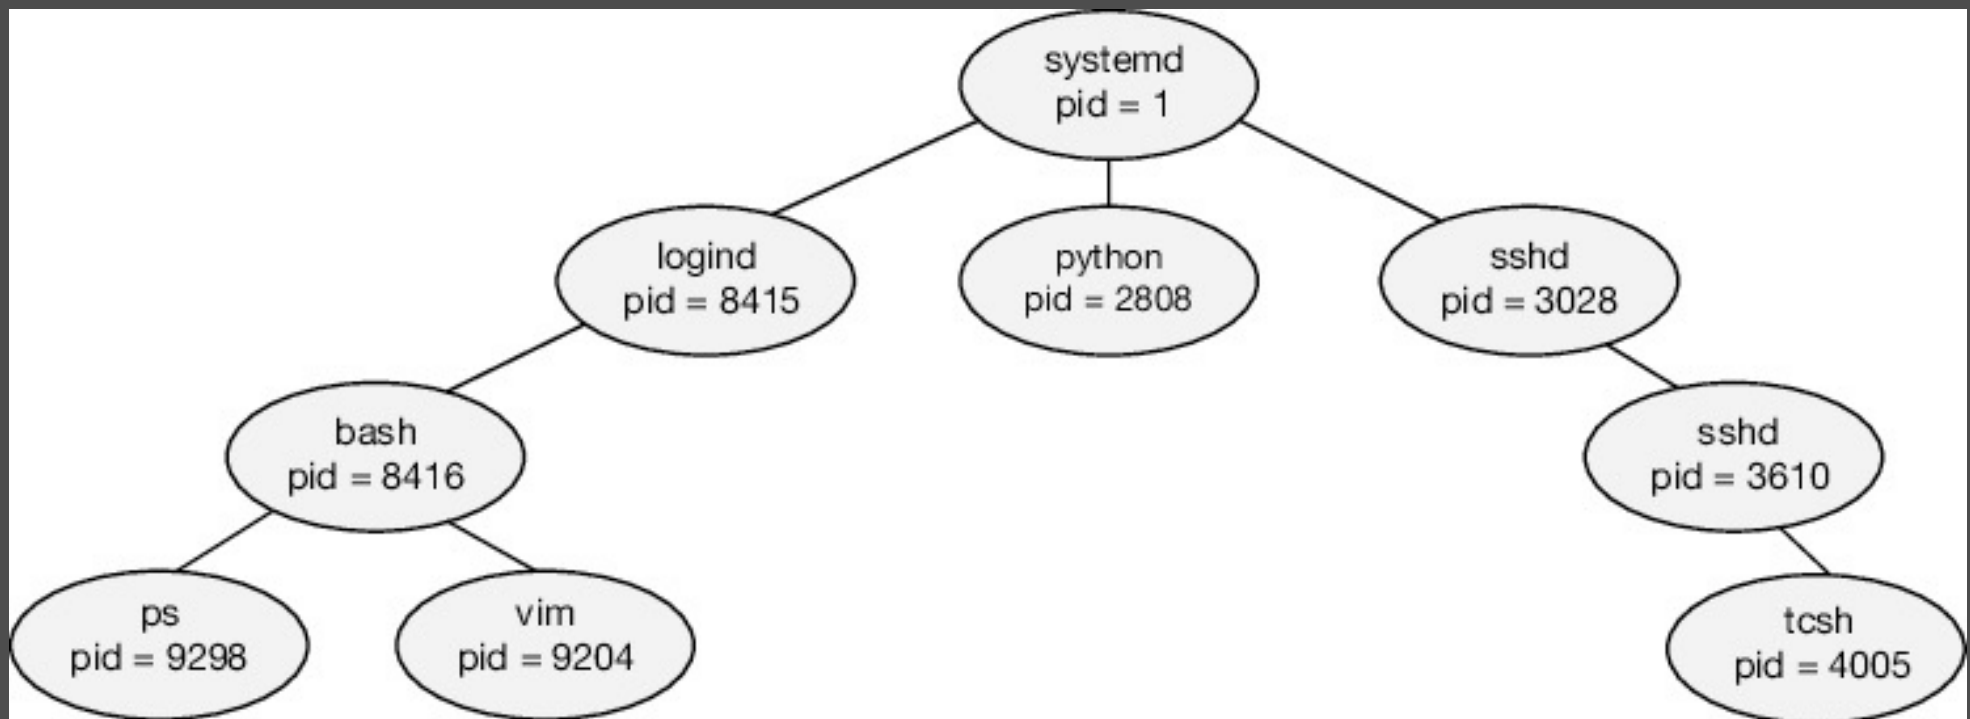 systemd
pid = 1
logind
pid = 8415
python
pid = 2808
sshd
pid = 3028
bash
pid = 8416
sshd
pid = 3610
ps
pid = 9298
vim
pid = 9204
tcsh
pid = 4005